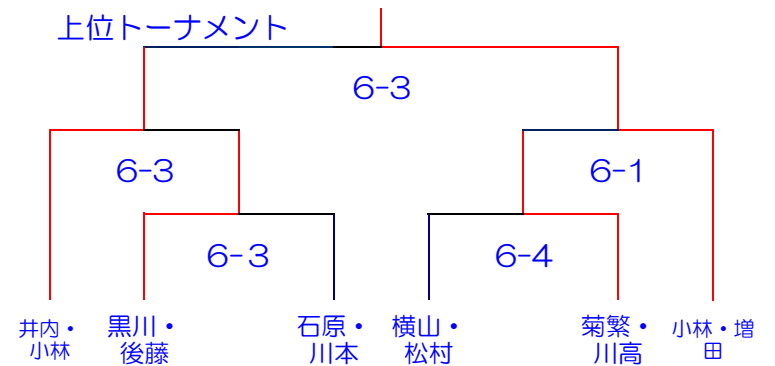 上位トーナメント
6-3
6-3
6-1
6-3
6-4
井内・
小林
黒川・
後藤
石原・
川本
横山・
松村
菊繁・
川高
小林・増
田